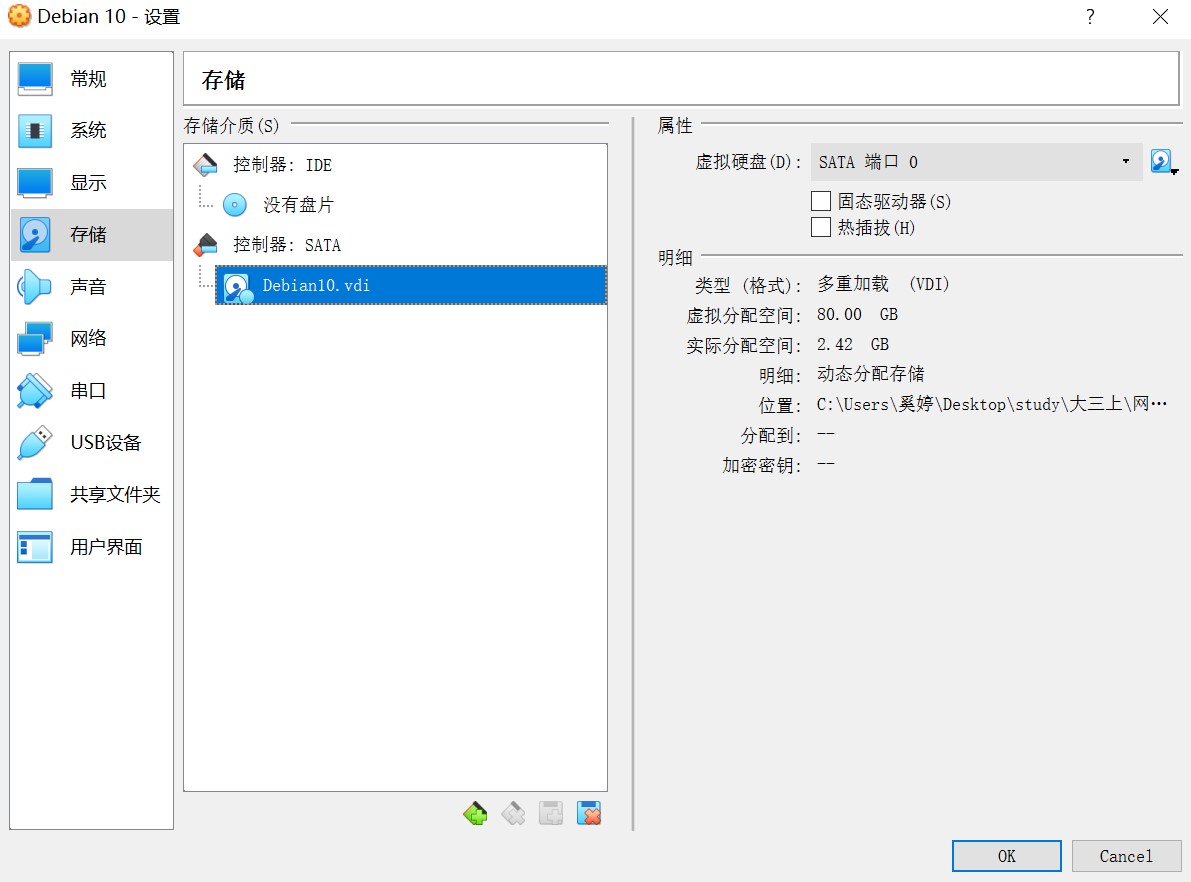 Debian 10 - 设置
?
常规
系统
显示
存储
声音
网络
串口
USB设备
共享文件夹
用户界面
存储
存储介质(S)
控制器: IDE
没有盘片
控制器: SATA
Debian10.vdi
属性
虚拟硬盘(D): SATA 端口 0
固态驱动器(S)
热插拔(H)
明细
类型 (格式): 多重加载 (VDI)
虚拟分配空间: 80.00 GB
实际分配空间: 2.42 GB
明细: 动态分配存储
位置: C:\Users\奚婷\Desktop\study\大三上\网…
分配到: --
加密密钥: --
OK
Cancel